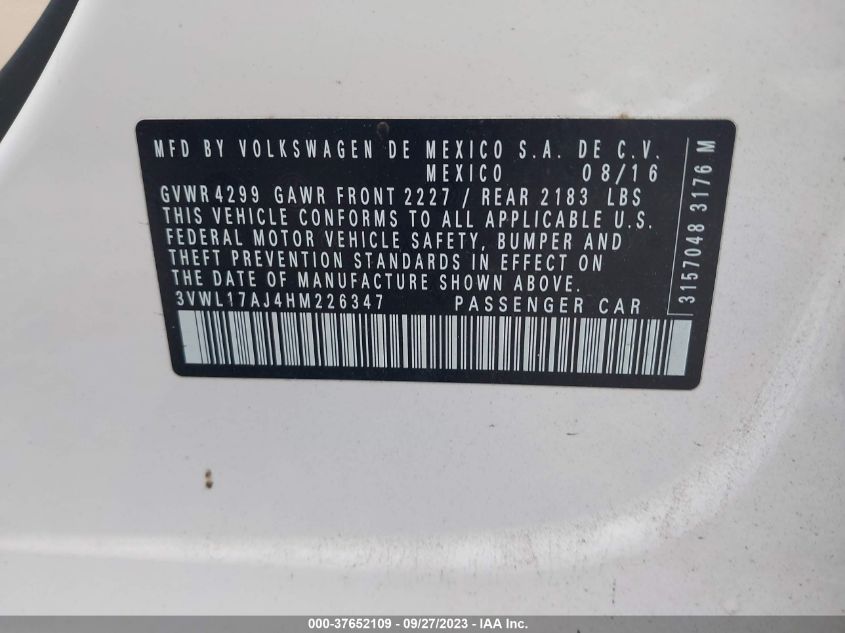 MFD BY VOLKSWAGEN DE MEXICO S.A. DE C.V.
MEXICO 08/16
GVWR 4299 GAWR FRONT 2227 / REAR 2183 LBS
THIS VEHICLE CONFORMS TO ALL APPLICABLE U.S.
FEDERAL MOTOR VEHICLE SAFETY, BUMPER AND
THEFT PREVENTION STANDARDS IN EFFECT ON
THE DATE OF MANUFACTURE SHOWN ABOVE.
3VWL17AJ4HM226347 PASSENGER CAR
3157048 3176 M
000-37652109 - 09/27/2023 - IAA Inc.